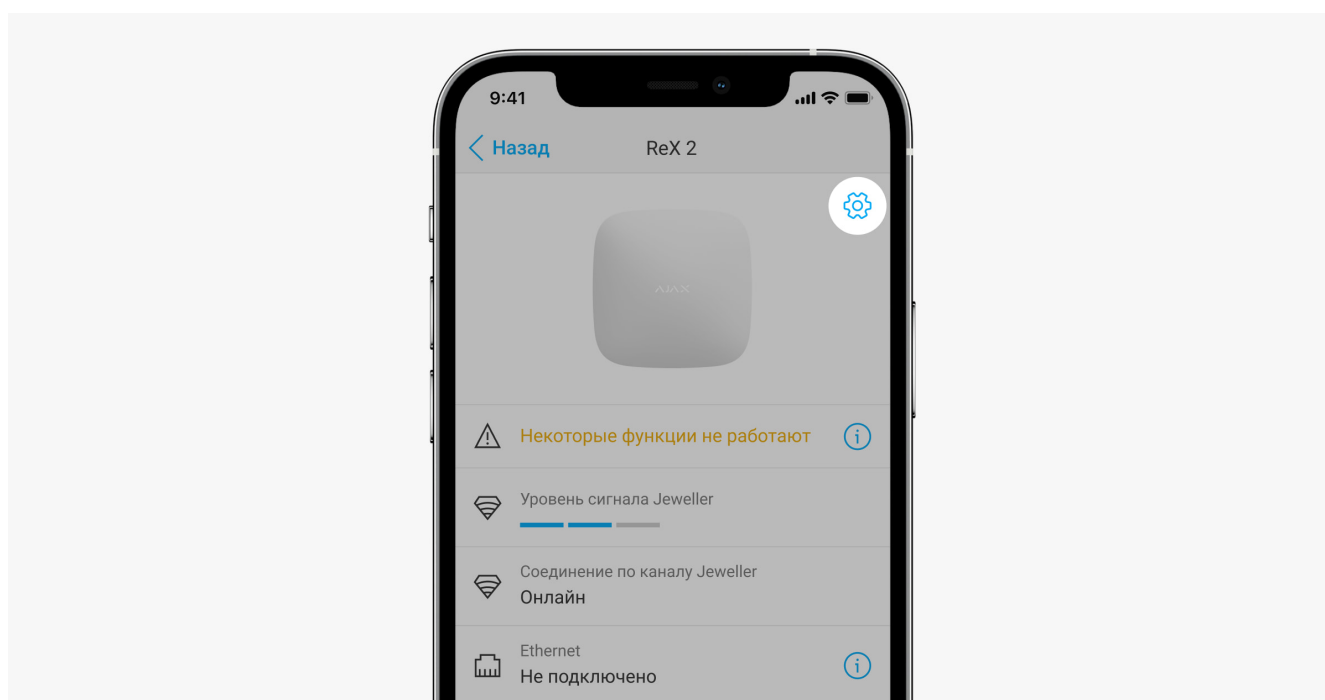 9:41
Назад
ReX 2
AJAX
Некоторые функции не работают
Уровень сигнала Jeweller
Соединение по каналу Jeweller
Онлайн
Ethernet
Не подключено